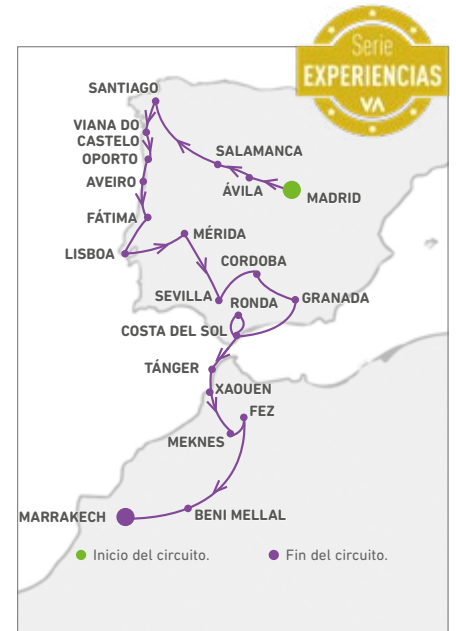 Serie
EXPERIENCIAS
VA
SANTIAGO
VIANA DO
CASTELO
OPORTO
AVEIRO
FÁTIMA
LISBOA
SALAMANCA
ÁVILA
MADRID
MÉRIDA
CORDOBA
SEVILLA
RONDA
GRANADA
COSTA DEL SOL
TÁNGER
XAOUEN
FEZ
MEKNES
MARRAKECH
BENI MELLAL
Inicio del circuito.
Fin del circuito.